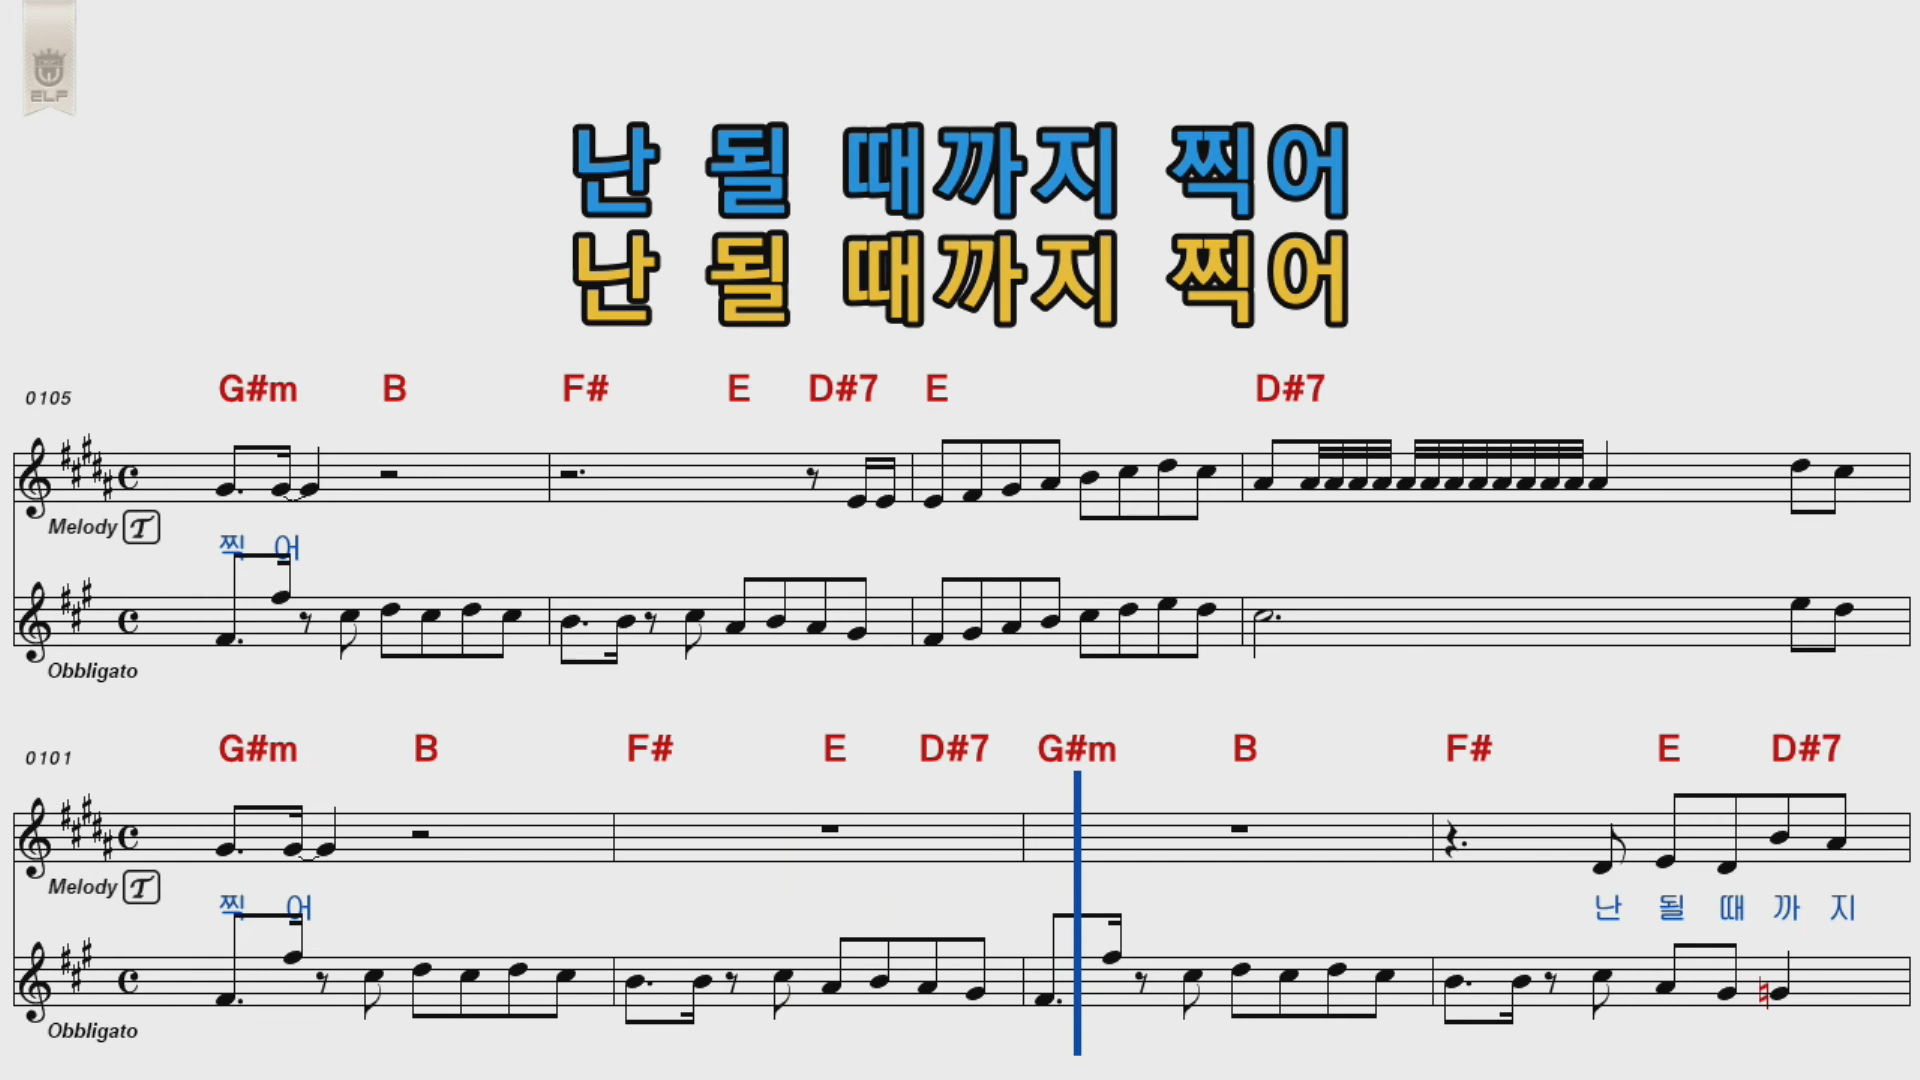 ELF
난 될 때까지 찍어
난 될 때까지 찍어
0105 G#m B F# E D#7 E D#7
Melody T
찍 어
Obbligato
0101 G#m B F# E D#7 G#m B F# E D#7
Melody T
찍 어 난 될 때 까 지
Obbligato